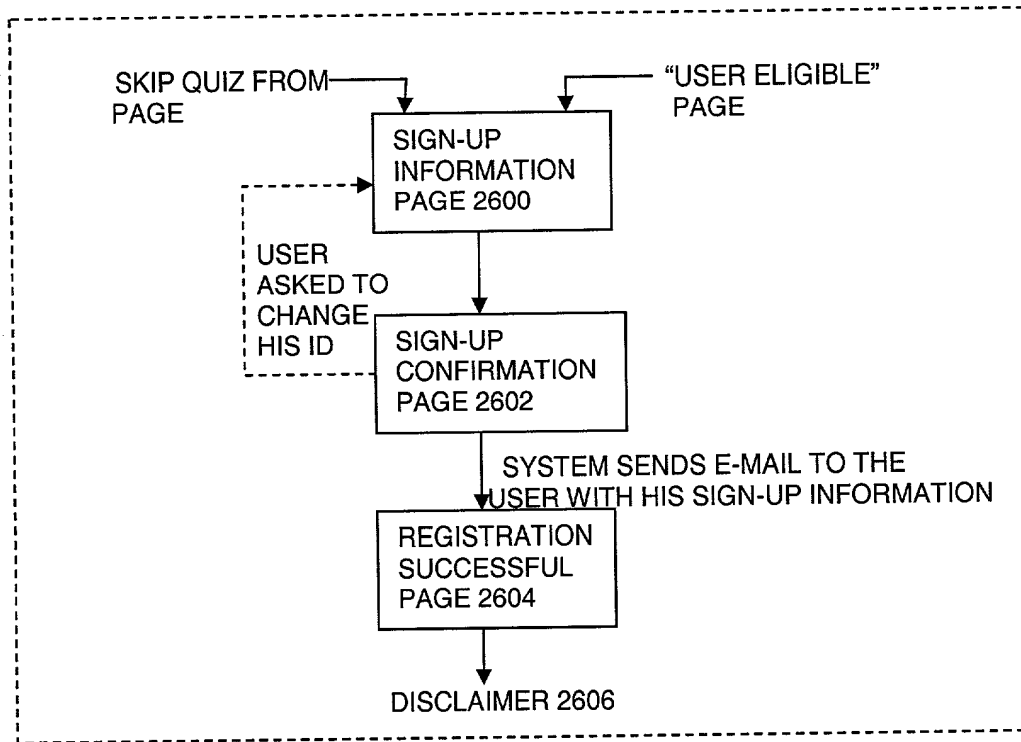 SKIP QUIZ FROM
PAGE
“USER ELIGIBLE”
PAGE
SIGN-UP
INFORMATION
PAGE 2600
USER
ASKED TO
CHANGE
HIS ID
SIGN-UP
CONFIRMATION
PAGE 2602
SYSTEM SENDS E-MAIL TO THE
USER WITH HIS SIGN-UP INFORMATION
REGISTRATION
SUCCESSFUL
PAGE 2604
DISCLAIMER 2606